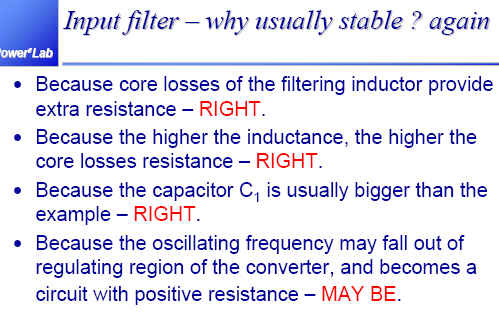 Input filter – why usually stable ? again
Power⁴Lab
• Because core losses of the filtering inductor provide
extra resistance – RIGHT.
• Because the higher the inductance, the higher the
core losses resistance – RIGHT.
• Because the capacitor C₁ is usually bigger than the
example – RIGHT.
• Because the oscillating frequency may fall out of
regulating region of the converter, and becomes a
circuit with positive resistance – MAY BE.